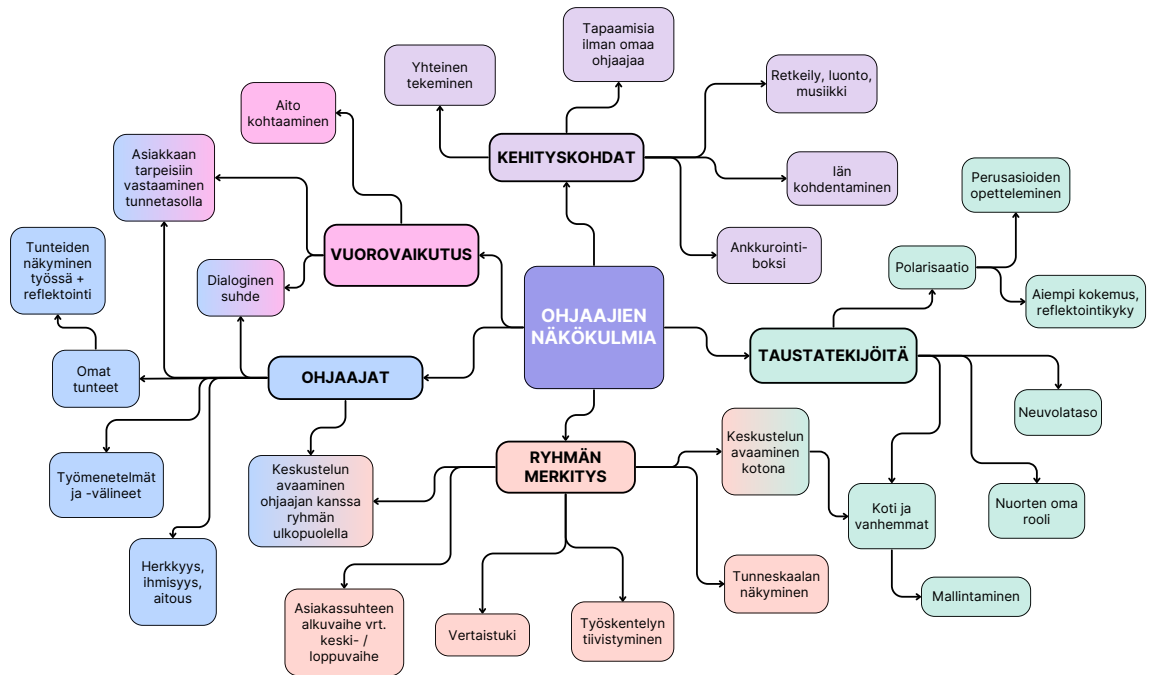 Tapaamisia
ilman omaa
ohjaajaa
Yhteinen
tekeminen
Retkeily, luonto,
musiikki
Aito
kohtaaminen
KEHITYSKOHDAT
Asiakkaan
tarpeisiin
vastaaminen
tunnetasolla
Iän
kohdentaminen
Perusasioiden
opetteleminen
Tunteiden
näkyminen
työssä +
reflektointi
VUOROVAIKUTUS
Ankkurointi-
boksi
Dialoginen
suhde
Polarisaatio
Aiempi kokemus,
reflektointikyky
OHJAAJIEN
NÄKÖKULMIA
TAUSTATEKIJÖITÄ
Omat
tunteet
OHJAAJAT
Neuvolataso
Keskustelun
avaaminen
kotona
RYHMÄN
MERKITYS
Työmenetelmät
ja -välineet
Keskustelun
avaaminen
ohjaajan kanssa
ryhmän
ulkopuolella
Koti ja
vanhemmat
Nuorten oma
rooli
Herkkyys,
ihmisyys,
aitous
Tunneskaalan
näkyminen
Mallintaminen
Asiakassuhteen
alkuvaihe vrt.
keski- /
loppuvaihe
Vertaistuki
Työskentelyn
tiivistyminen